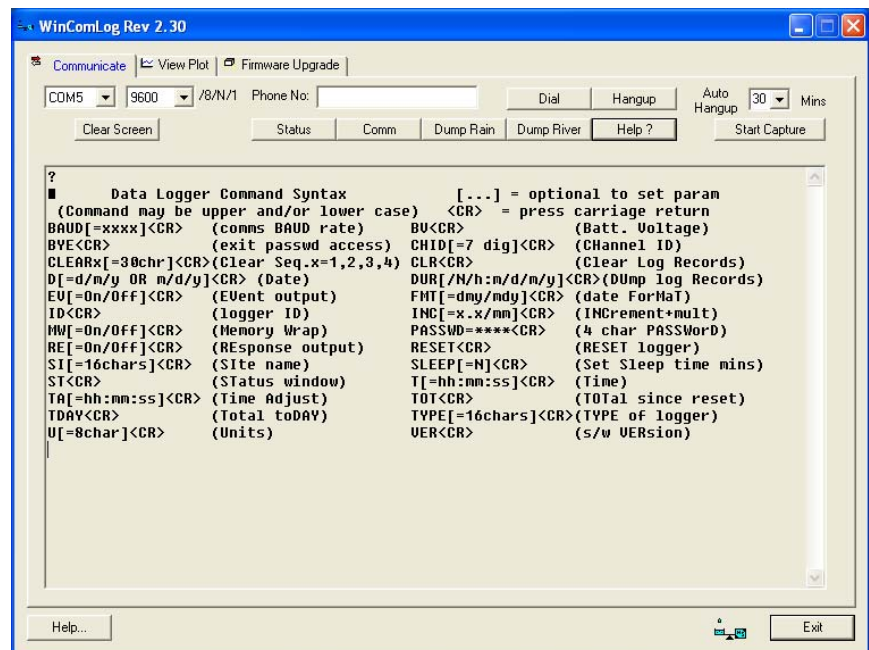 WinComLog Rev 2.30
Communicate View Plot Firmware Upgrade
COM5 9600 /8/N/1 Phone No: Dial Hangup Auto Hangup 30 Mins
Clear Screen Status Comm Dump Rain Dump River Help ? Start Capture
?
Data Logger Command Syntax [...] = optional to set param
(Command may be upper and/or lower case) <CR> = press carriage return
BAUD[=xxxx]<CR> (comms BAUD rate) BV<CR> (Batt. Voltage)
BYE<CR> (exit passwd access) CHID[=7 dig]<CR> (CHannel ID)
CLEARx[=30chr]<CR>(Clear Seq.x=1,2,3,4) CLR<CR> (Clear Log Records)
D[=d/m/y OR m/d/y]<CR> (Date) DUR[/N/h:m/d/m/y]<CR>(DUmp log Records)
EV[=On/Off]<CR> (EVent output) FMT[=dmy/mdy]<CR> (date ForMaT)
ID<CR> (logger ID) INC[=x.x/mm]<CR> (INCrement+mult)
MW[=On/Off]<CR> (Memory Wrap) PASSWD=****<CR> (4 char PASSWorD)
RE[=On/Off]<CR> (REsponse output) RESET<CR> (RESET logger)
SI[=16chars]<CR> (SIte name) SLEEP[=N]<CR> (Set Sleep time mins)
ST<CR> (STatus window) T[=hh:mm:ss]<CR> (Time)
TA[=hh:mm:ss]<CR> (Time Adjust) TOT<CR> (TOTal since reset)
TDAY<CR> (Total toDAY) TYPE[=16chars]<CR>(TYPE of logger)
U[=8char]<CR> (Units) VER<CR> (s/w VERsion)
Help... Exit